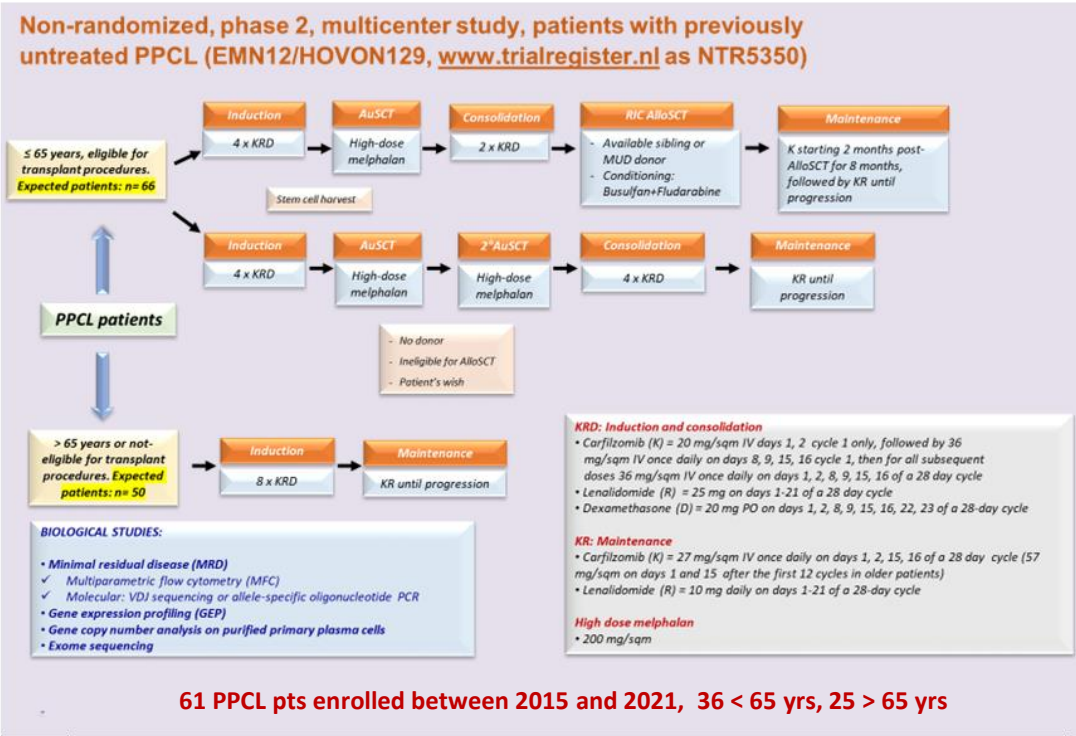 Non-randomized, phase 2, multicenter study, patients with previously
untreated PPCL (EMN12/HOVON129, www.trialregister.nl as NTR5350)
≤ 65 years, eligible for
transplant procedures.
Expected patients: n= 66
Induction
4 x KRD
AuSCT
High-dose
melphalan
Consolidation
2 x KRD
RIC AlloSCT
- Available sibling or
MUD donor
- Conditioning:
Busulfan+Fludarabine
Maintenance
K starting 2 months post-
AlloSCT for 8 months,
followed by KR until
progression
Stem cell harvest
Induction
4 x KRD
AuSCT
High-dose
melphalan
2°AuSCT
High-dose
melphalan
Consolidation
4 x KRD
Maintenance
KR until
progression
PPCL patients
- No donor
- Ineligible for AlloSCT
- Patient's wish
> 65 years or not-
eligible for transplant
procedures. Expected
patients: n= 50
Induction
8 x KRD
Maintenance
KR until progression
KRD: Induction and consolidation
• Carfilzomib (K) = 20 mg/sqm IV days 1, 2 cycle 1 only, followed by 36
mg/sqm IV once daily on days 8, 9, 15, 16 cycle 1, then for all subsequent
doses 36 mg/sqm IV once daily on days 1, 2, 8, 9, 15, 16 of a 28 day cycle
• Lenalidomide (R) = 25 mg on days 1-21 of a 28 day cycle
• Dexamethasone (D) = 20 mg PO on days 1, 2, 8, 9, 15, 16, 22, 23 of a 28-day cycle
KR: Maintenance
• Carfilzomib (K) = 27 mg/sqm IV once daily on days 1, 2, 15, 16 of a 28 day cycle (57
mg/sqm on days 1 and 15 after the first 12 cycles in older patients)
• Lenalidomide (R) = 10 mg daily on days 1-21 of a 28-day cycle
High dose melphalan
• 200 mg/sqm
BIOLOGICAL STUDIES:
• Minimal residual disease (MRD)
✓ Multiparametric flow cytometry (MFC)
✓ Molecular: VDJ sequencing or allele-specific oligonucleotide PCR
• Gene expression profiling (GEP)
• Gene copy number analysis on purified primary plasma cells
• Exome sequencing
61 PPCL pts enrolled between 2015 and 2021, 36 < 65 yrs, 25 > 65 yrs